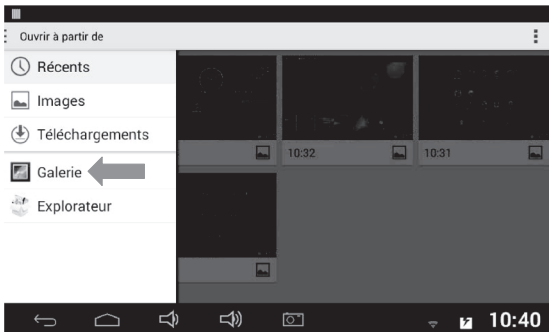 Ouvrir à partir de
Récents
Images
Téléchargements
Galerie
Explorateur
10:32
10:31
10:40